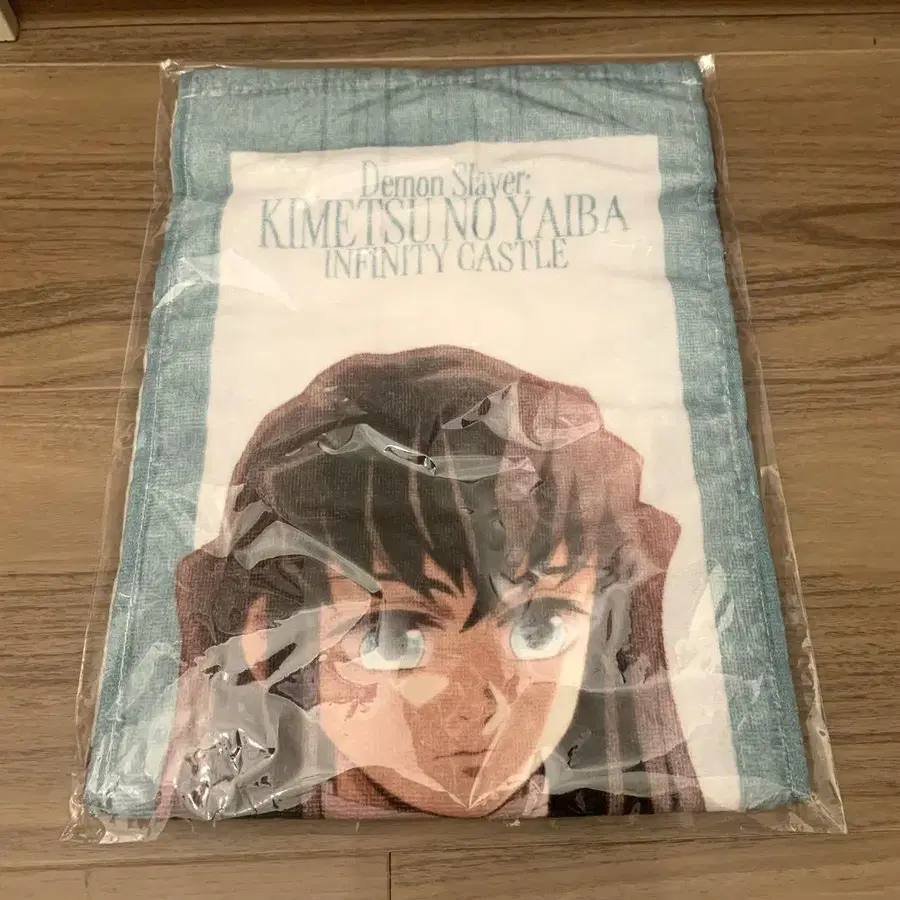 Demon Slayer:
KIMETSU NO YAIBA
INFINITY CASTLE